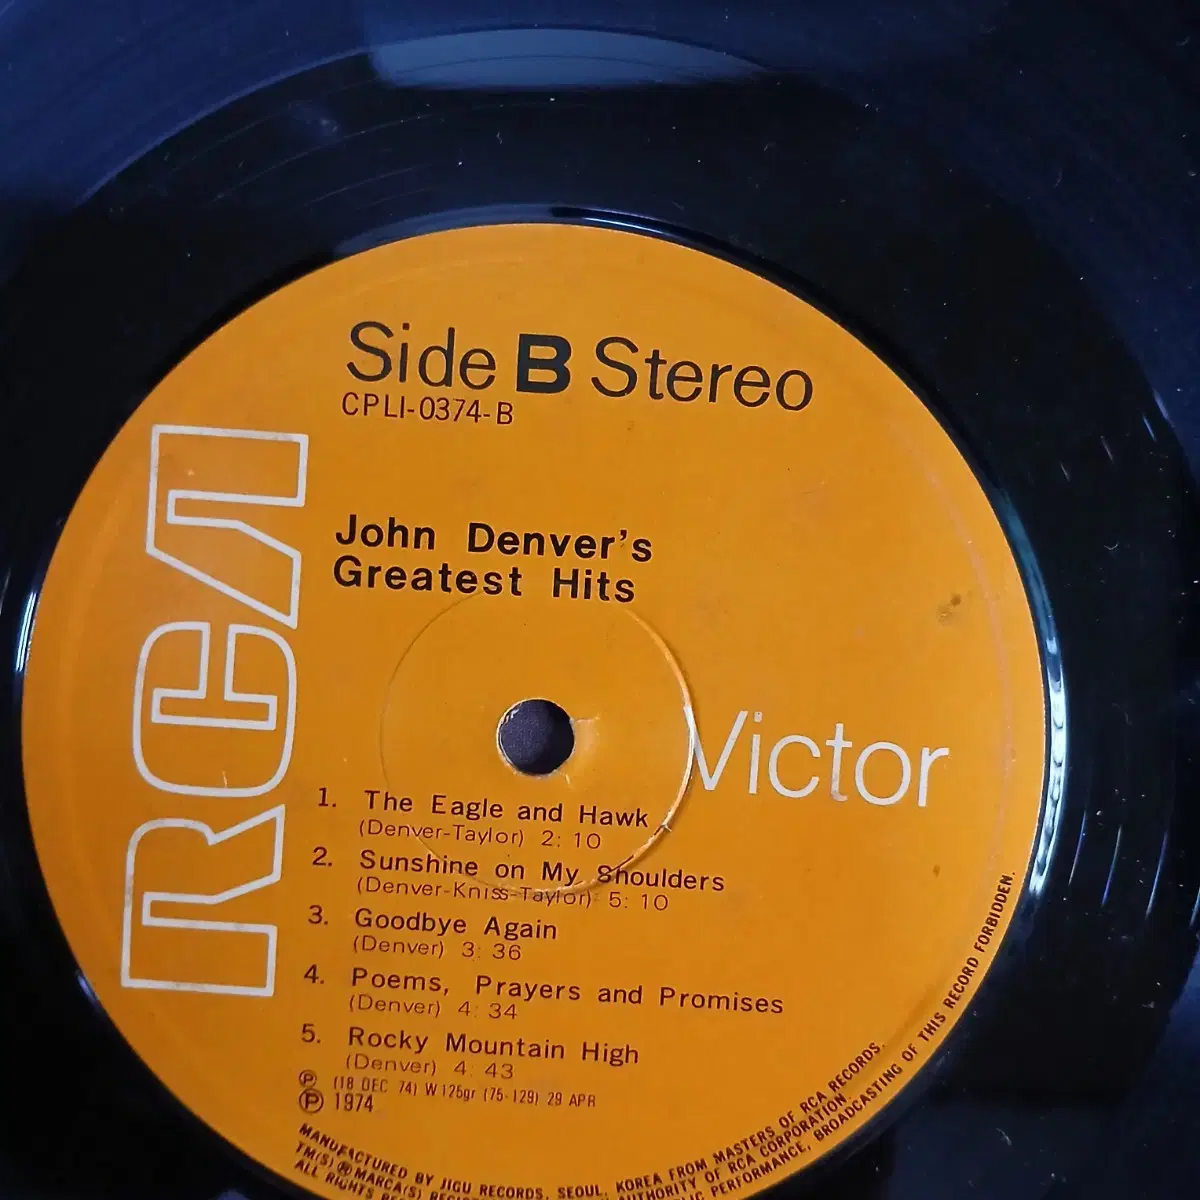 Side B Stereo
CPLI-0374-B
RCA
John Denver's
Greatest Hits
Victor
1. The Eagle and Hawk
(Denver-Taylor) 2: 10
2. Sunshine on My Shoulders
(Denver-Kniss-Taylor) 5: 10
3. Goodbye Again
(Denver) 3: 36
4. Poems, Prayers and Promises
(Denver) 4: 34
5. Rocky Mountain High
(Denver) 4: 43
℗ (18 DEC 74) W 125gr (75-129) 29 APR
℗ 1974
MANUFACTURED BY JIGU RECORDS, SEOUL, KOREA FROM MASTERS OF RCA RECORDS.
TM(S) ® MARCA(S) AUTHORITY OF RCA CORPORATION.
ALL RIGHTS PERFORMANCE, BROADCASTING OF THIS RECORD FORBIDDEN.